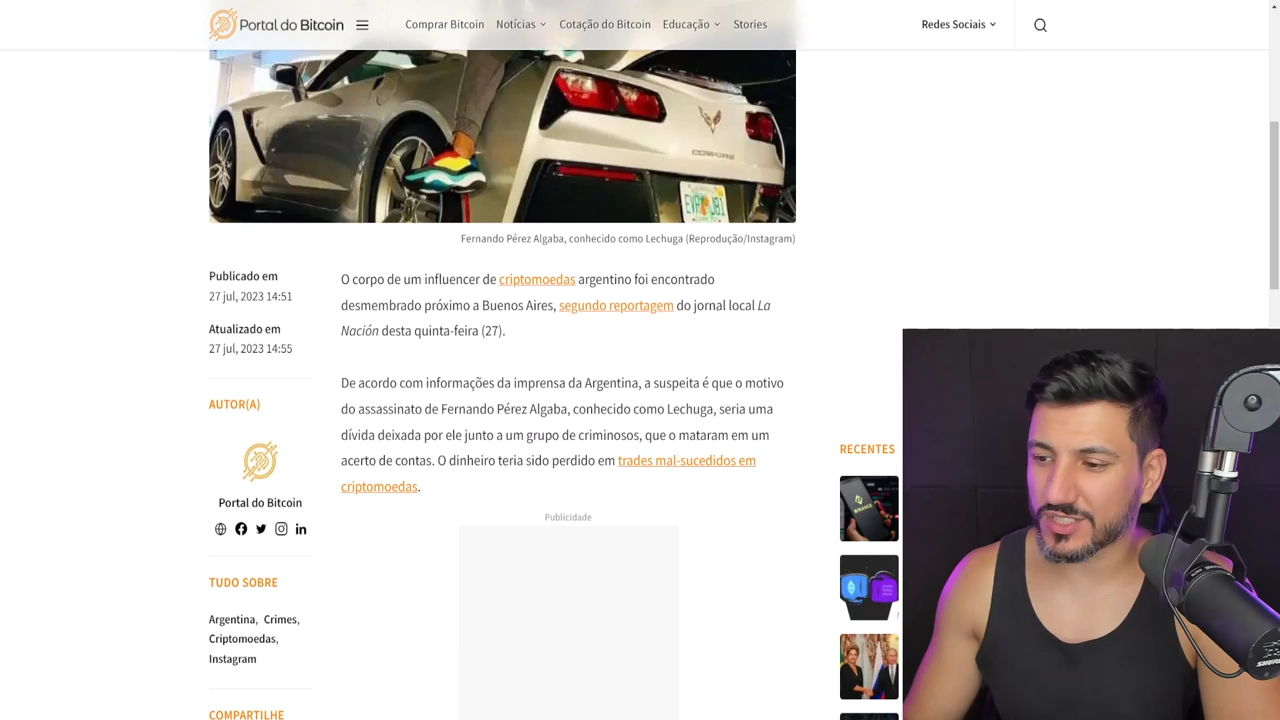 Portal do Bitcoin
Comprar Bitcoin
Notícias
Cotação do Bitcoin
Educação
Stories
Redes Sociais
CORVETTE
Fernando Pérez Algaba, conhecido como Lechuga (Reprodução/Instagram)
Publicado em
27 jul, 2023 14:51
Atualizado em
27 jul, 2023 14:55
AUTOR(A)
Portal do Bitcoin
TUDO SOBRE
Argentina, Crimes,
Criptomoedas,
Instagram
COMPARTILHE
O corpo de um influencer de criptomoedas argentino foi encontrado
desmembrado próximo a Buenos Aires, segundo reportagem do jornal local La
Nación desta quinta-feira (27).
De acordo com informações da imprensa da Argentina, a suspeita é que o motivo
do assassinato de Fernando Pérez Algaba, conhecido como Lechuga, seria uma
dívida deixada por ele junto a um grupo de criminosos, que o mataram em um
acerto de contas. O dinheiro teria sido perdido em trades mal-sucedidos em
criptomoedas.
Publicidade
RECENTES
BINANCE
SHURE